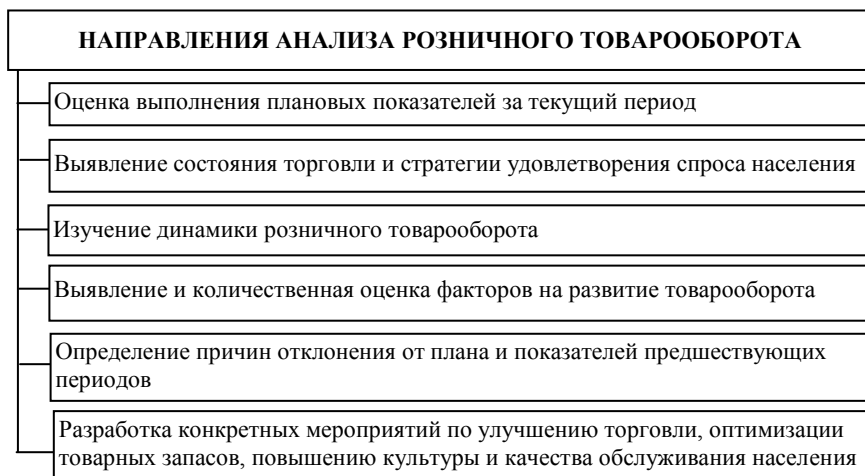 НАПРАВЛЕНИЯ АНАЛИЗА РОЗНИЧНОГО ТОВАРООБОРОТА
Оценка выполнения плановых показателей за текущий период
Выявление состояния торговли и стратегии удовлетворения спроса населения
Изучение динамики розничного товарооборота
Выявление и количественная оценка факторов на развитие товарооборота
Определение причин отклонения от плана и показателей предшествующих
периодов
Разработка конкретных мероприятий по улучшению торговли, оптимизации
товарных запасов, повышению культуры и качества обслуживания населения